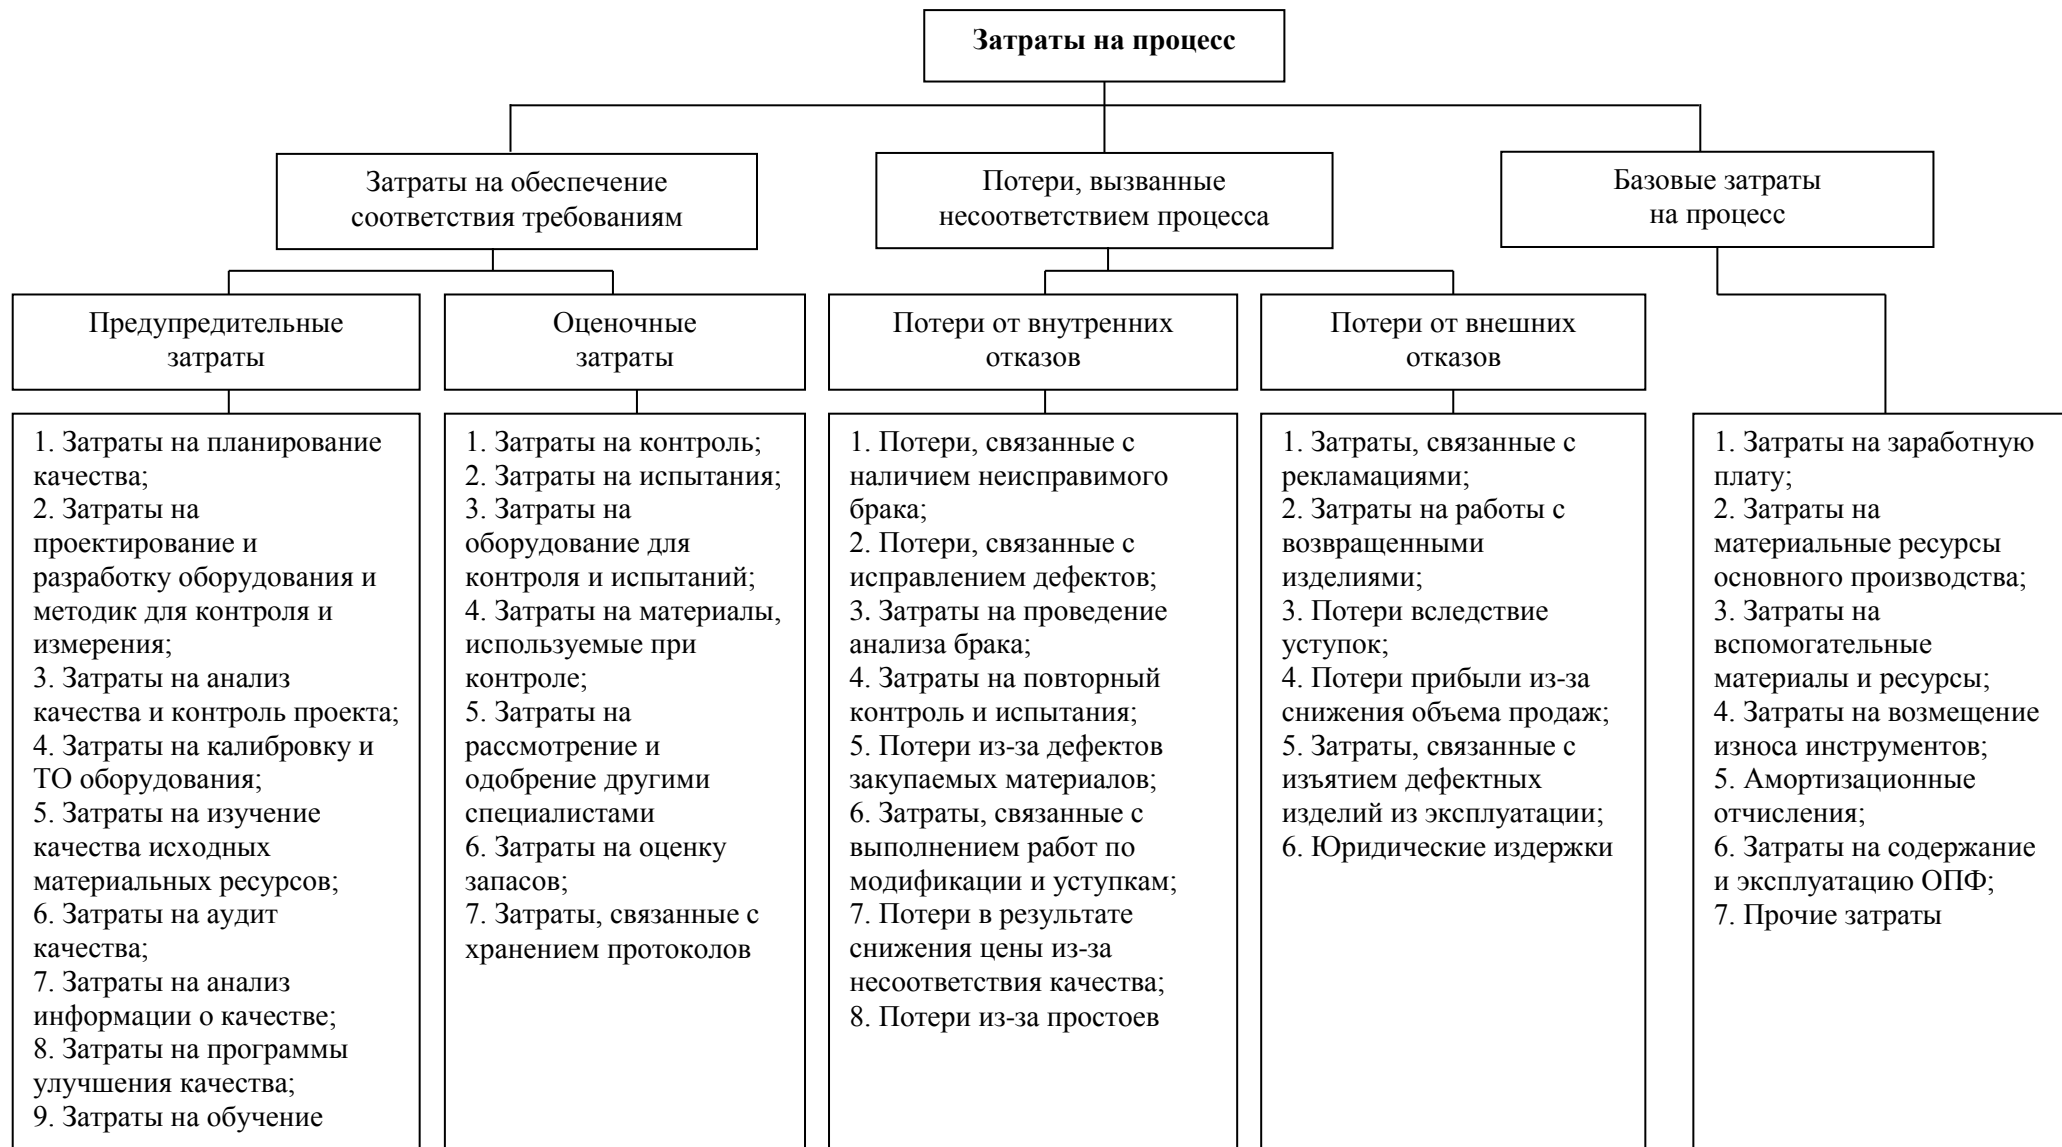 Затраты на процесс
Затраты на обеспечение
соответствия требованиям
Потери, вызванные
несоответствием процесса
Базовые затраты
на процесс
Предупредительные
затраты
Оценочные
затраты
Потери от внутренних
отказов
Потери от внешних
отказов
1. Затраты на планирование
качества;
2. Затраты на
проектирование и
разработку оборудования и
методик для контроля и
измерения;
3. Затраты на анализ
качества и контроль проекта;
4. Затраты на калибровку и
ТО оборудования;
5. Затраты на изучение
качества исходных
материальных ресурсов;
6. Затраты на аудит
качества;
7. Затраты на анализ
информации о качестве;
8. Затраты на программы
улучшения качества;
9. Затраты на обучение
1. Затраты на контроль;
2. Затраты на испытания;
3. Затраты на
оборудование для
контроля и испытаний;
4. Затраты на материалы,
используемые при
контроле;
5. Затраты на
рассмотрение и
одобрение другими
специалистами
6. Затраты на оценку
запасов;
7. Затраты, связанные с
хранением протоколов
1. Потери, связанные с
наличием неисправимого
брака;
2. Потери, связанные с
исправлением дефектов;
3. Затраты на проведение
анализа брака;
4. Затраты на повторный
контроль и испытания;
5. Потери из-за дефектов
закупаемых материалов;
6. Затраты, связанные с
выполнением работ по
модификации и уступкам;
7. Потери в результате
снижения цены из-за
несоответствия качества;
8. Потери из-за простоев
1. Затраты, связанные с
рекламациями;
2. Затраты на работы с
возвращенными
изделиями;
3. Потери вследствие
уступок;
4. Потери прибыли из-за
снижения объема продаж;
5. Затраты, связанные с
изъятием дефектных
изделий из эксплуатации;
6. Юридические издержки
1. Затраты на заработную
плату;
2. Затраты на
материальные ресурсы
основного производства;
3. Затраты на
вспомогательные
материалы и ресурсы;
4. Затраты на возмещение
износа инструментов;
5. Амортизационные
отчисления;
6. Затраты на содержание
и эксплуатацию ОПФ;
7. Прочие затраты